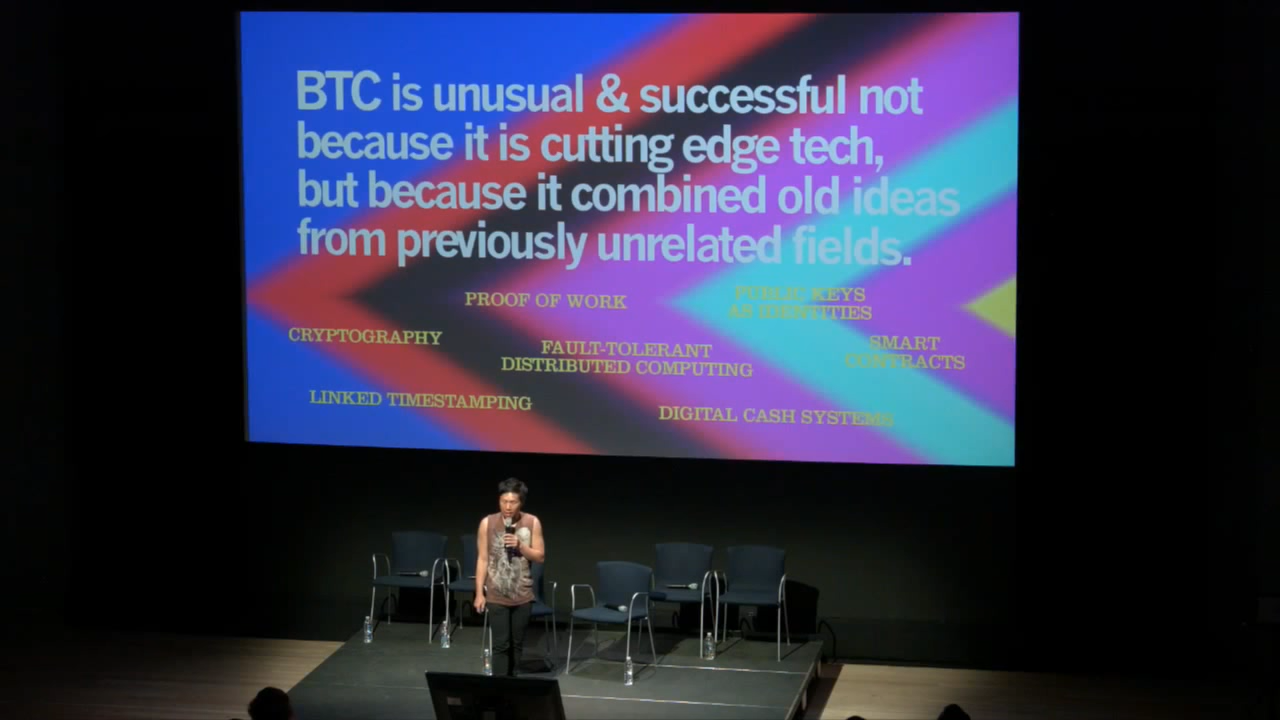 BTC is unusual & successful not
because it is cutting edge tech,
but because it combined old ideas
from previously unrelated fields.
PROOF OF WORK
PUBLIC KEYS
AS IDENTITIES
CRYPTOGRAPHY
FAULT-TOLERANT
DISTRIBUTED COMPUTING
SMART
CONTRACTS
LINKED TIMESTAMPING
DIGITAL CASH SYSTEMS